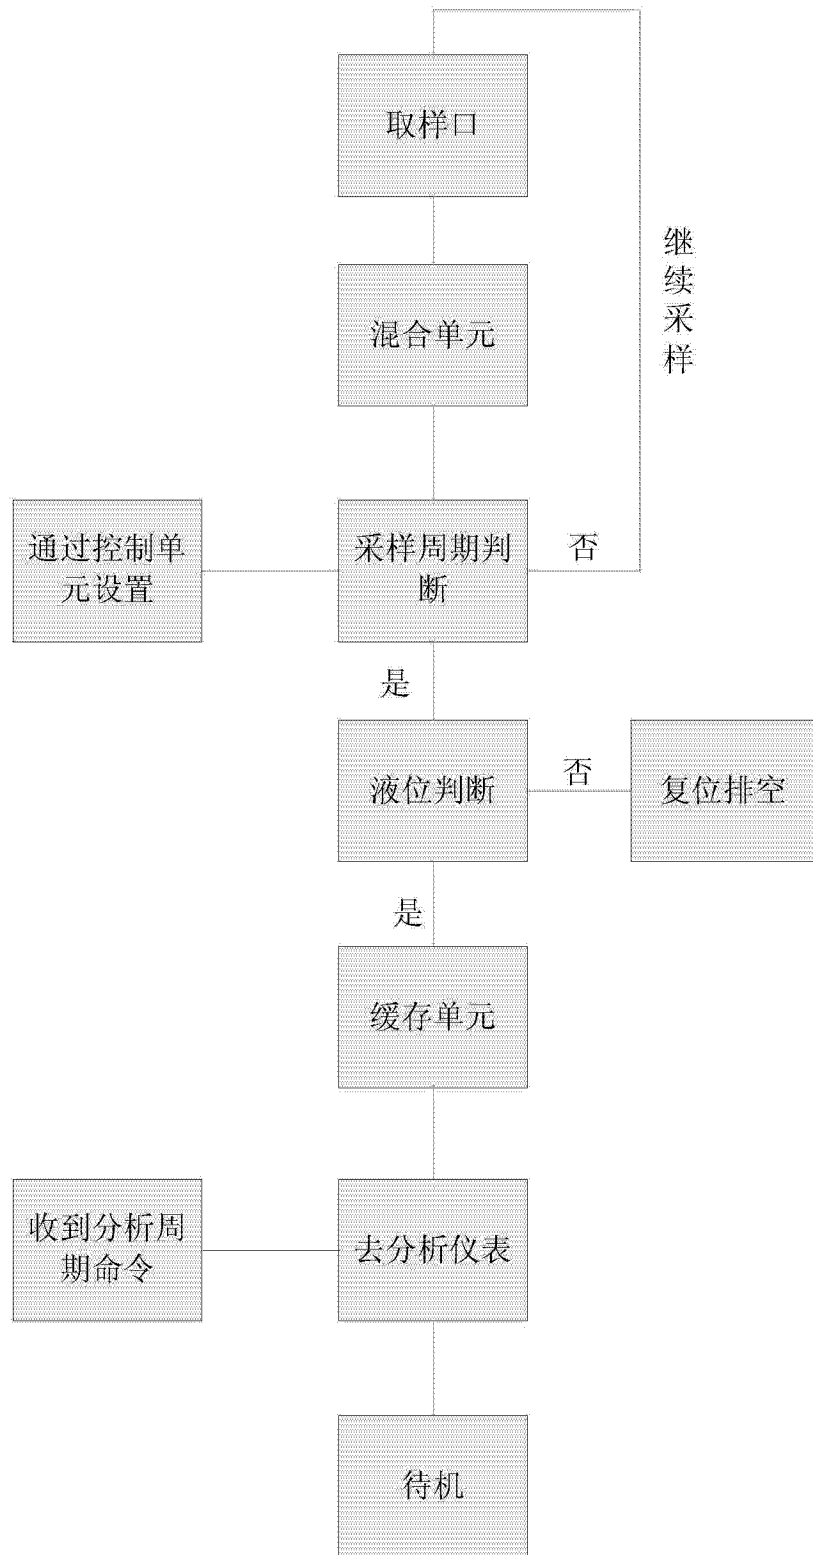 取样口
继续采样
混合单元
通过控制单
元设置
采样周期判
断
否
是
液位判断
否
复位排空
是
缓存单元
收到分析周
期命令
去分析仪表
待机